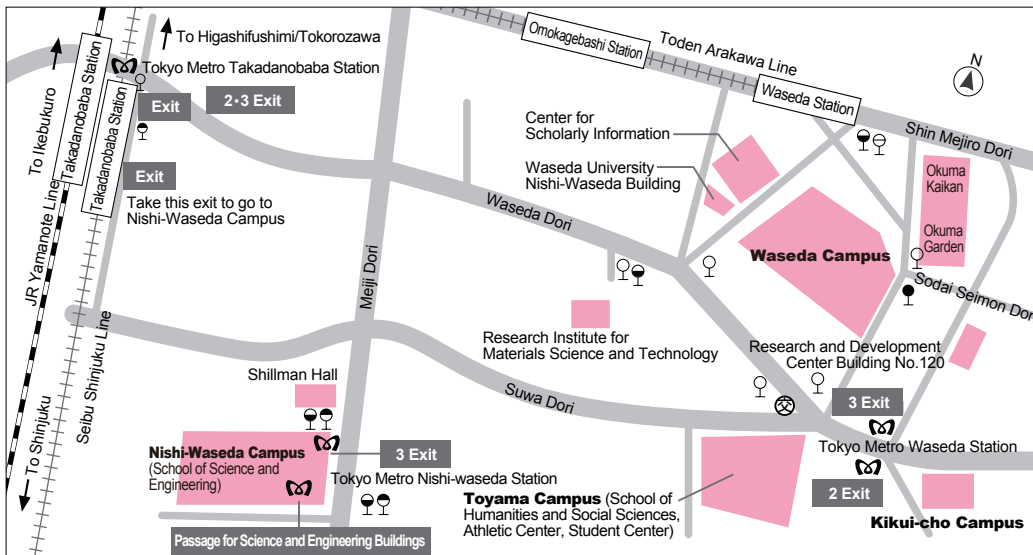 To Higashifushimi/Tokorozawa
Tokyo Metro Takadanobaba Station
To Ikebukuro
Takadanobaba Station
Takadanobaba Station
Exit
2・3 Exit
Exit
Take this exit to go to
Nishi-Waseda Campus
JR Yamanote Line
Seibu Shinjuku Line
To Shinjuku
Omokagebashi Station
Toden Arakawa Line
Waseda Station
N
Shin Mejiro Dori
Center for
Scholarly Information
Waseda University
Nishi-Waseda Building
Okuma
Kaikan
Okuma
Garden
Waseda Dori
Waseda Campus
Meiji Dori
Sodai Seimon Dori
Research Institute for
Materials Science and Technology
Research and Development
Center Building No.120
Shillman Hall
Suwa Dori
交
3 Exit
Tokyo Metro Waseda Station
2 Exit
Nishi-Waseda Campus
(School of Science and
Engineering)
3 Exit
Tokyo Metro Nishi-waseda Station
Passage for Science and Engineering Buildings
Toyama Campus (School of
Humanities and Social Sciences,
Athletic Center, Student Center)
Kikui-cho Campus